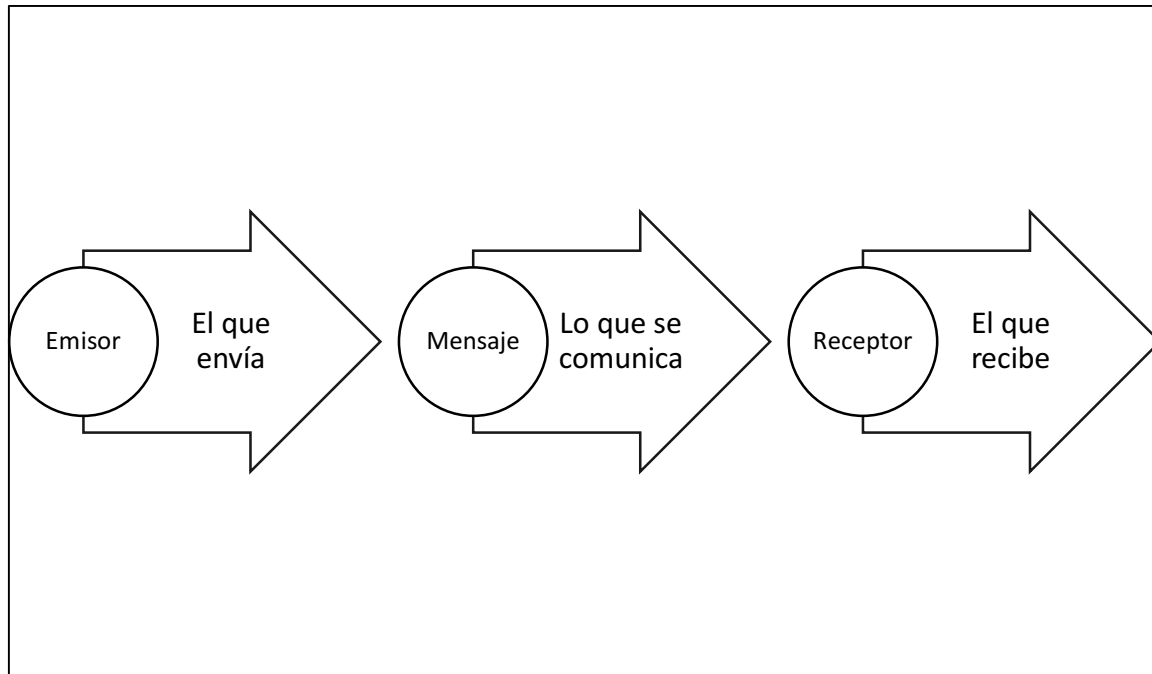 Emisor
El que
envía
Mensaje
Lo que se
comunica
Receptor
El que
recibe